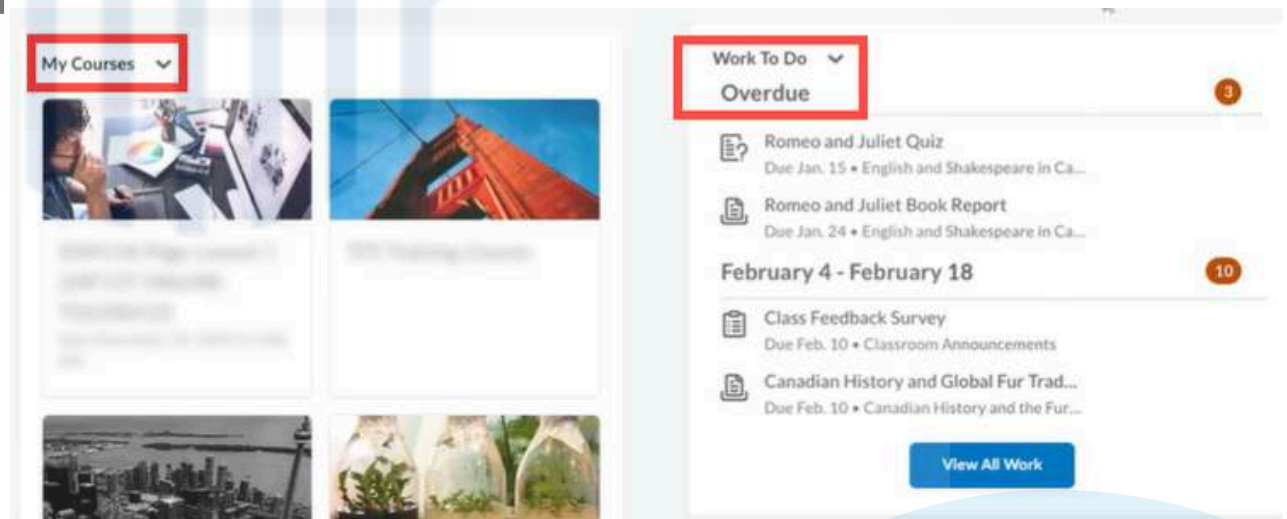 My Courses
Work To Do
Overdue
3
Romeo and Juliet Quiz
Due Jan. 15 • English and Shakespeare in Ca...
Romeo and Juliet Book Report
Due Jan. 24 • English and Shakespeare in Ca...
February 4 - February 18
10
Class Feedback Survey
Due Feb. 10 • Classroom Announcements
Canadian History and Global Fur Trad...
Due Feb. 10 • Canadian History and the Fur...
View All Work